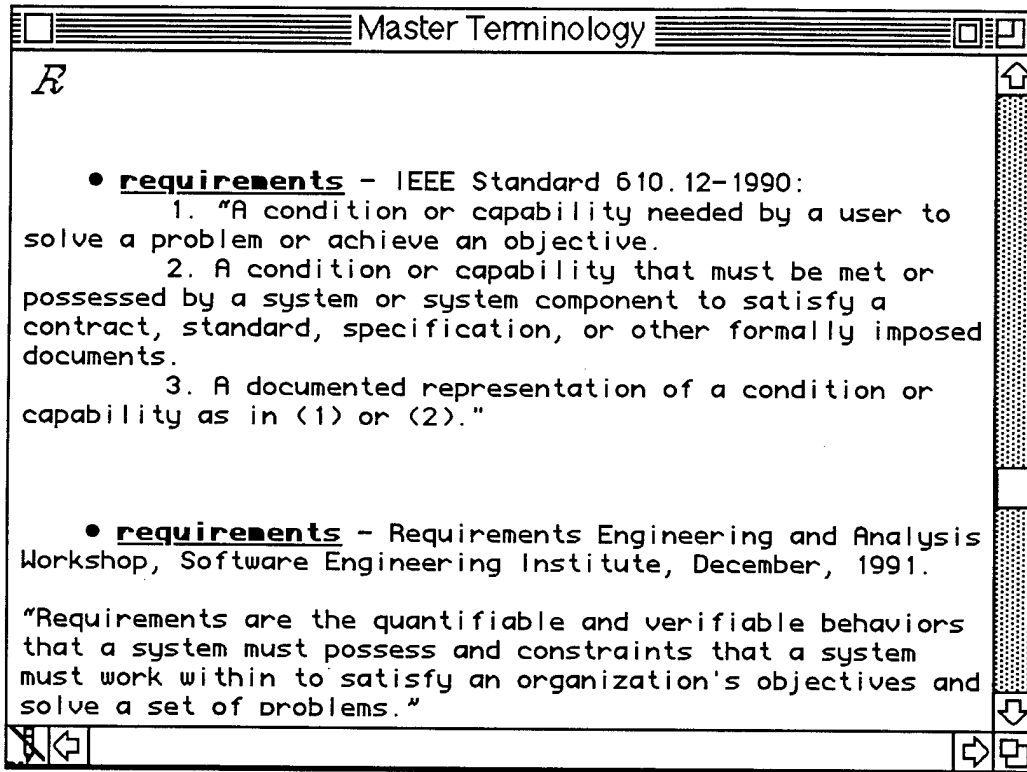 Master Terminology
R
• requirements - IEEE Standard 610.12-1990:
1. "A condition or capability needed by a user to
solve a problem or achieve an objective.
2. A condition or capability that must be met or
possessed by a system or system component to satisfy a
contract, standard, specification, or other formally imposed
documents.
3. A documented representation of a condition or
capability as in (1) or (2)."
• requirements - Requirements Engineering and Analysis
Workshop, Software Engineering Institute, December, 1991.
"Requirements are the quantifiable and verifiable behaviors
that a system must possess and constraints that a system
must work within to satisfy an organization's objectives and
solve a set of problems."